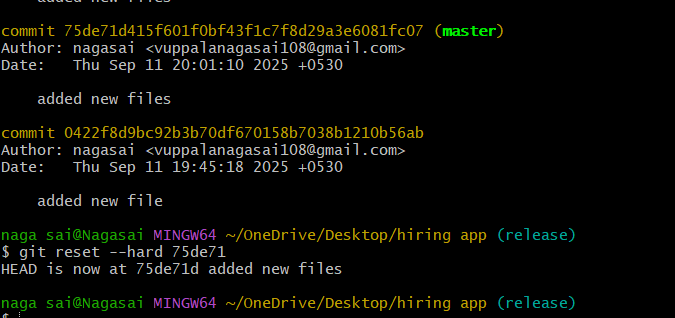 added new files
commit 75de71d415f601f0bf43f1c7f8d29a3e6081fc07 (master)
Author: nagasai <vuppalanagasai108@gmail.com>
Date:   Thu Sep 11 20:01:10 2025 +0530
    added new files
commit 0422f8d9bc92b3b70df670158b7038b1210b56ab
Author: nagasai <vuppalanagasai108@gmail.com>
Date:   Thu Sep 11 19:45:18 2025 +0530
    added new file
naga sai@Nagasai MINGW64 ~/OneDrive/Desktop/hiring app (release)
$ git reset --hard 75de71
HEAD is now at 75de71d added new files
naga sai@Nagasai MINGW64 ~/OneDrive/Desktop/hiring app (release)
$